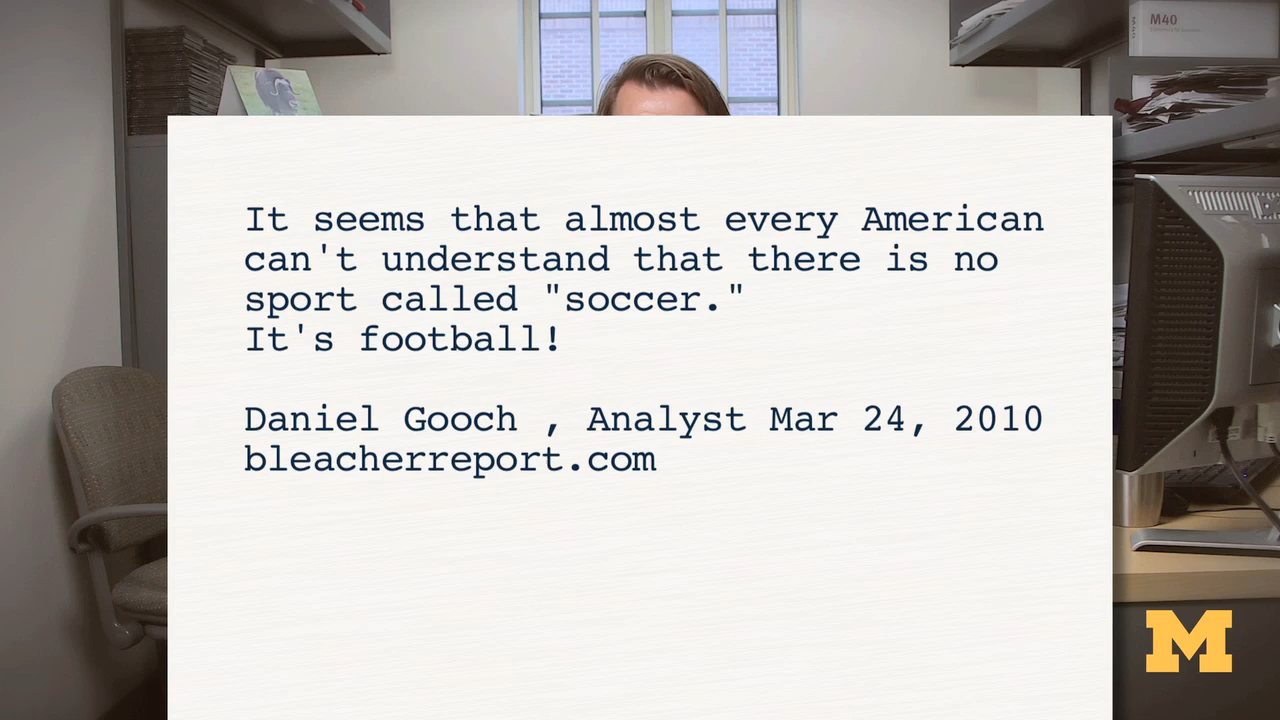 M40
It seems that almost every American
can't understand that there is no
sport called "soccer."
It's football!
Daniel Gooch , Analyst Mar 24, 2010
bleacherreport.com
M